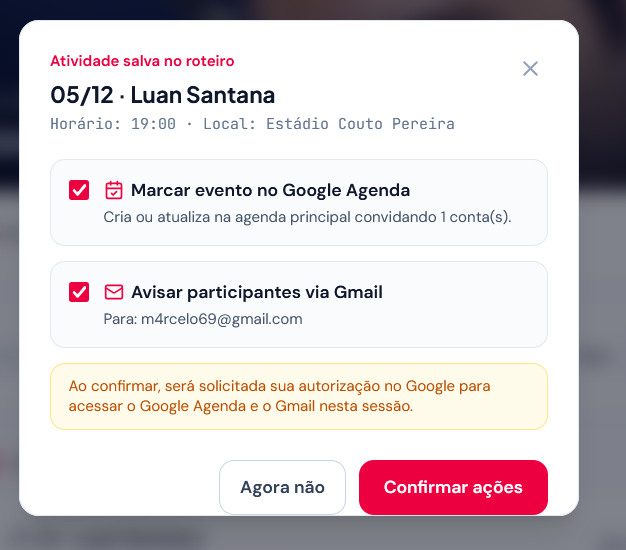 Atividade salva no roteiro
05/12 · Luan Santana
Horário: 19:00 · Local: Estádio Couto Pereira
Marcar evento no Google Agenda
Cria ou atualiza na agenda principal convidando 1 conta(s).
Avisar participantes via Gmail
Para: m4rcelo69@gmail.com
Ao confirmar, será solicitada sua autorização no Google para
acessar o Google Agenda e o Gmail nesta sessão.
Agora não
Confirmar ações